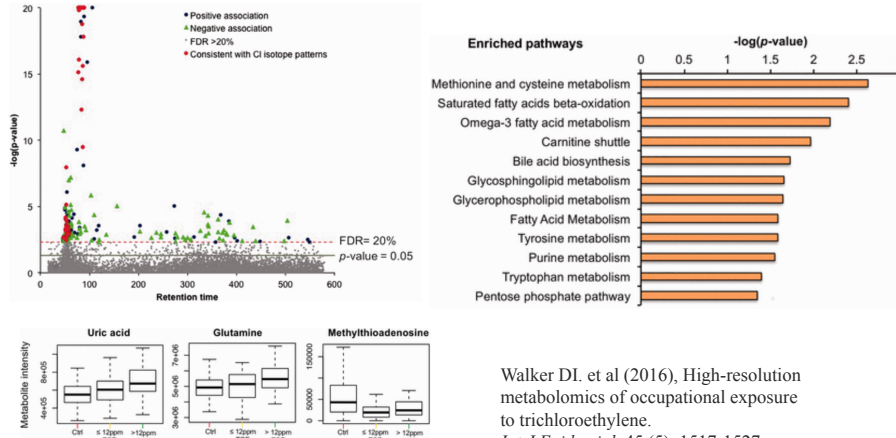 20
15
10
5
0
-log(p-value)
Positive association
Negative association
FDR >20%
Consistent with Cl isotope patterns
FDR= 20%
p-value = 0.05
0 100 200 300 400 500 600
Retention time
Enriched pathways
-log(p-value)
0 0.5 1 1.5 2 2.5
Methionine and cysteine metabolism
Saturated fatty acids beta-oxidation
Omega-3 fatty acid metabolism
Carnitine shuttle
Bile acid biosynthesis
Glycosphingolipid metabolism
Glycerophospholipid metabolism
Fatty Acid Metabolism
Tyrosine metabolism
Purine metabolism
Tryptophan metabolism
Pentose phosphate pathway
Metabolite intensity
Uric acid
8e+05
4e+05
Ctrl ≤ 12ppm >12ppm
Glutamine
7e+06
6e+06
5e+06
4e+06
3e+06
Ctrl ≤ 12ppm > 12ppm
Methylthioadenosine
150000
50000
0
Ctrl ≤ 12ppm >12ppm
Walker DI. et al (2016), High-resolution
metabolomics of occupational exposure
to trichloroethylene.